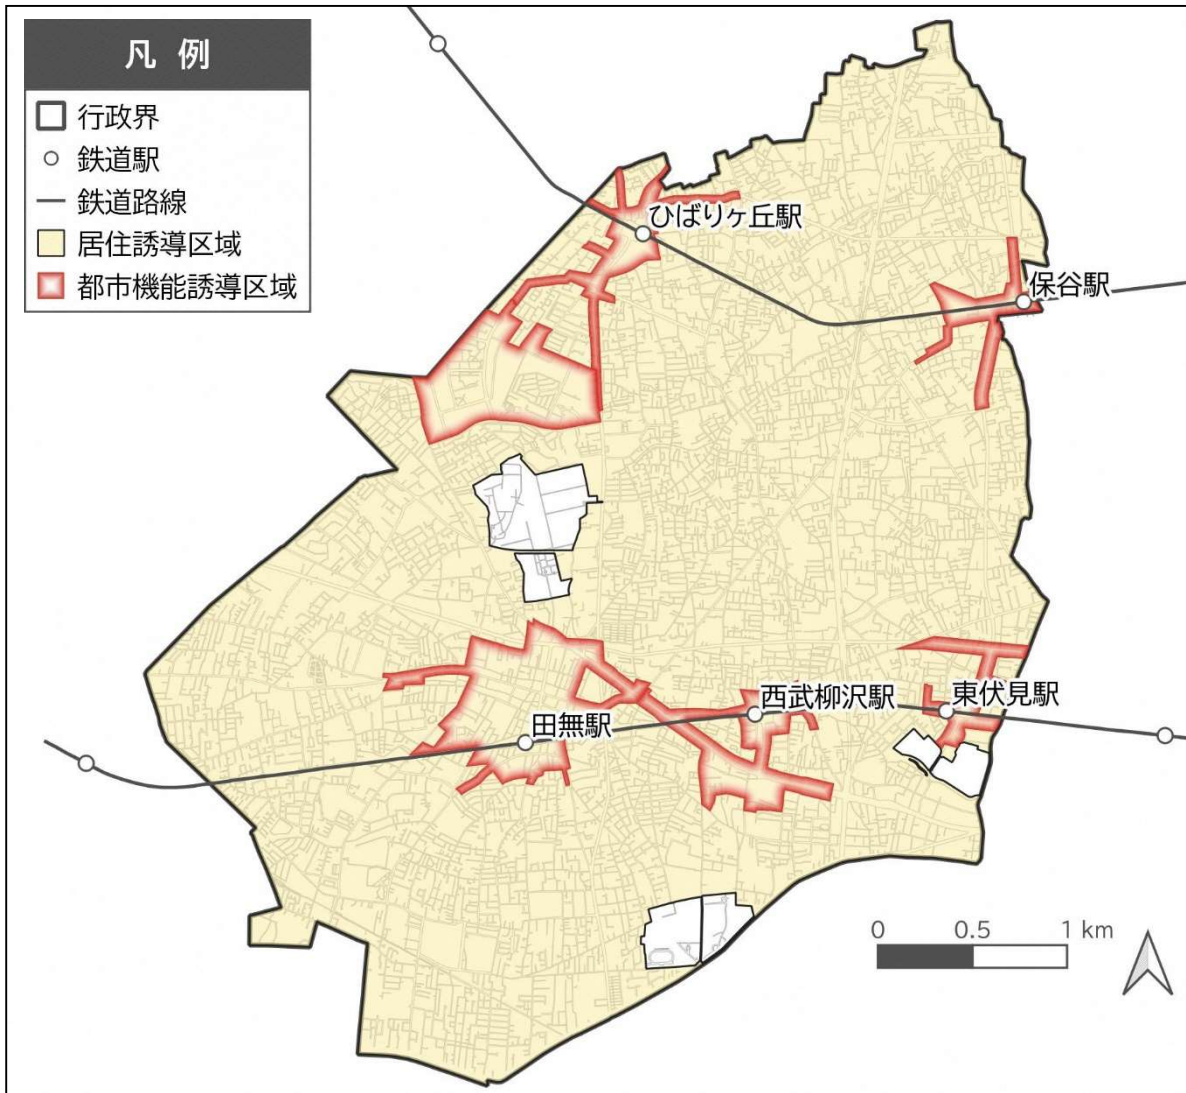 凡 例
行政界
鉄道駅
鉄道路線
居住誘導区域
都市機能誘導区域
ひばりヶ丘駅
保谷駅
西武柳沢駅
東伏見駅
田無駅
0 0.5 1 km